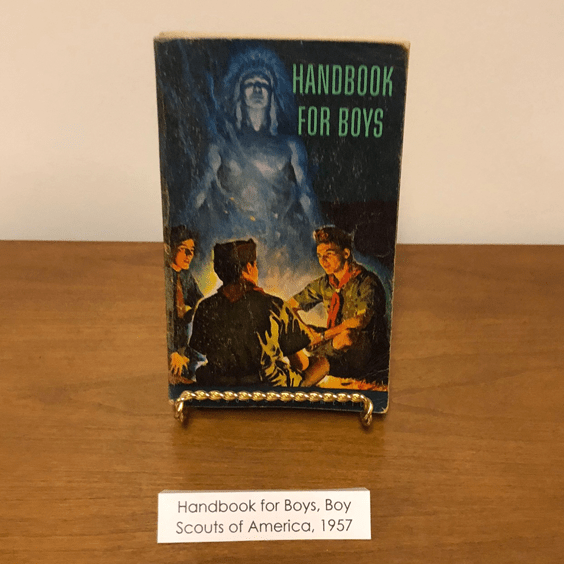 HANDBOOK
FOR BOYS
Handbook for Boys, Boy
Scouts of America, 1957